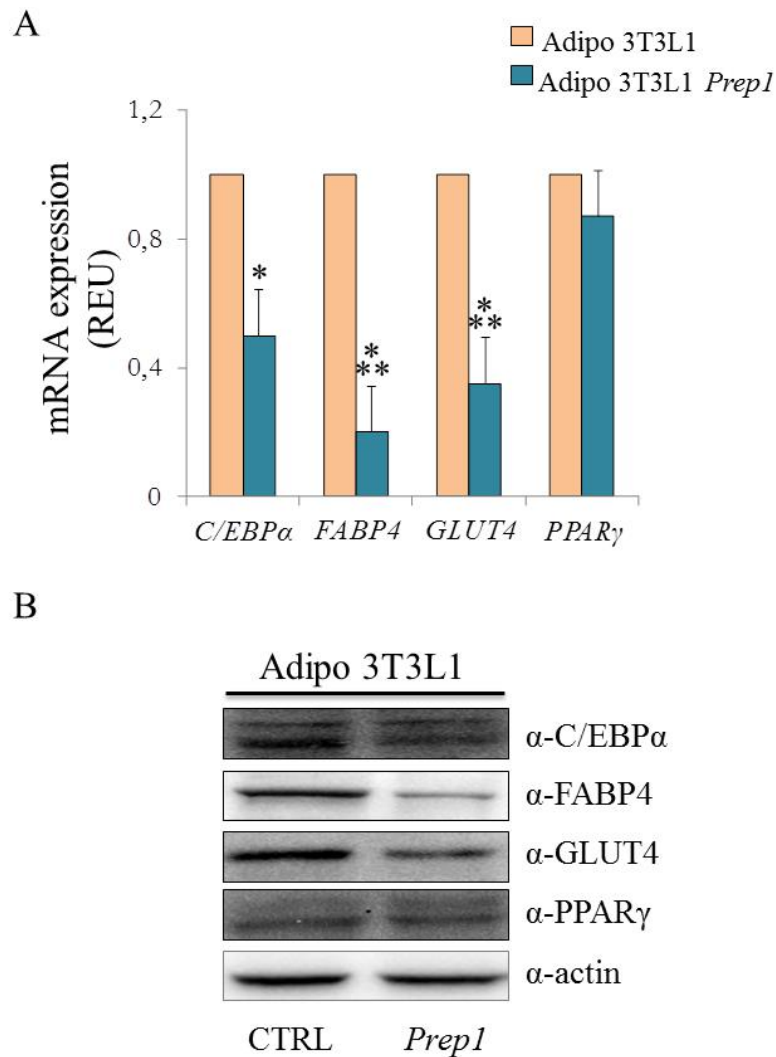 A
Adipo 3T3L1
Adipo 3T3L1 Prep1
mRNA expression
(REU)
1,2
0,8
0,4
0
*
*
**
*
**
C/EBPα FABP4 GLUT4 PPARγ
B
Adipo 3T3L1
α-C/EBPα
α-FABP4
α-GLUT4
α-PPARγ
α-actin
CTRL Prep1